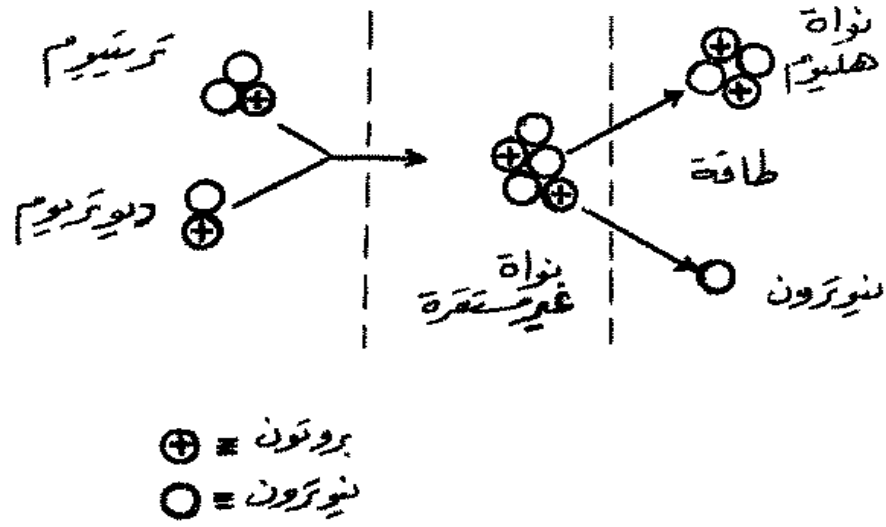 تريتيوم
ديوتريوم
نواة
غير مستقرة
نواة
هليوم
طاقة
نيوترون
⊕ = بروتون
○ = نيوترون